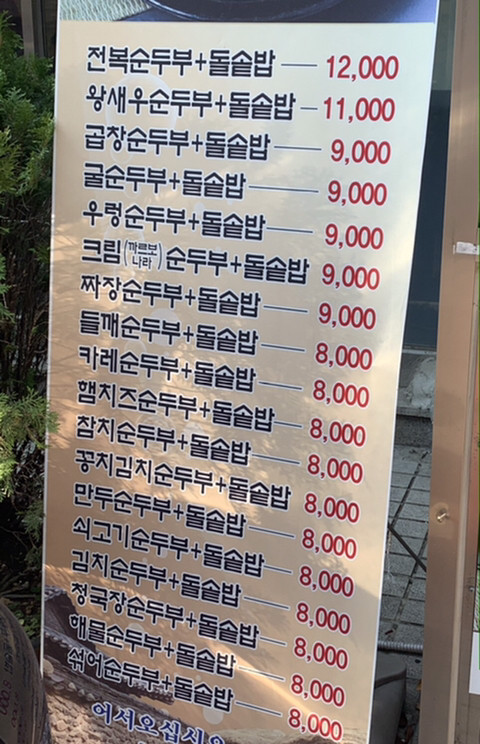 전복순두부+돌솥밥 — 12,000
왕새우순두부+돌솥밥 — 11,000
곱창순두부+돌솥밥 — 9,000
굴순두부+돌솥밥 — 9,000
우렁순두부+돌솥밥 — 9,000
크림(까르보나라)순두부+돌솥밥 9,000
짜장순두부+돌솥밥 — 9,000
들깨순두부+돌솥밥 — 8,000
카레순두부+돌솥밥 — 8,000
햄치즈순두부+돌솥밥 — 8,000
참치순두부+돌솥밥 — 8,000
꽁치김치순두부+돌솥밥 8,000
만두순두부+돌솥밥 — 8,000
쇠고기순두부+돌솥밥 — 8,000
김치순두부+돌솥밥 — 8,000
청국장순두부+돌솥밥 — 8,000
해물순두부+돌솥밥 — 8,000
섞어순두부+돌솥밥 — 8,000
어서오십시오